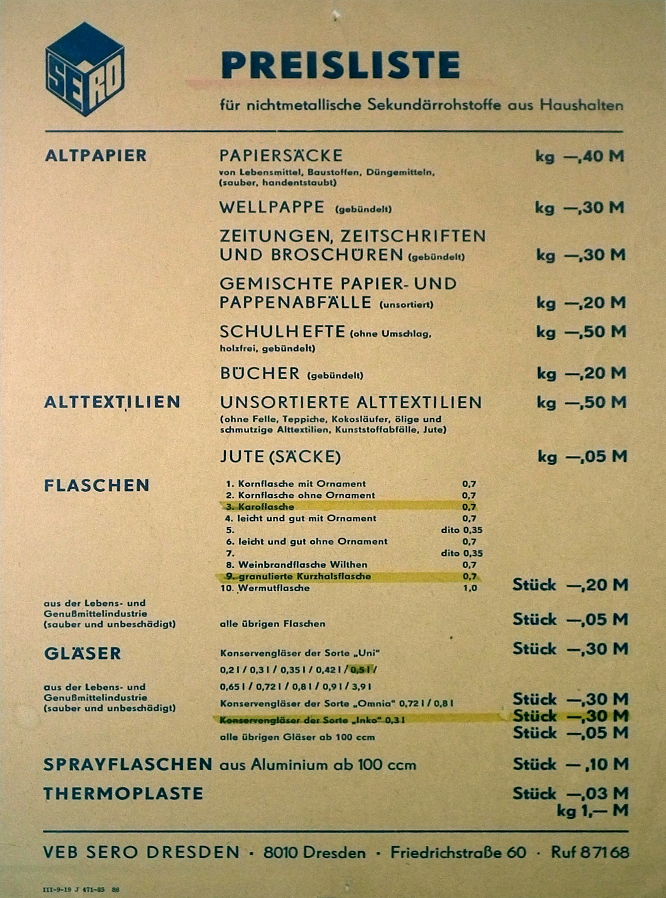 SERO
PREISLISTE
für nichtmetallische Sekundärrohstoffe aus Haushalten
ALTPAPIER PAPIERSÄCKE kg —,40 M
von Lebensmittel, Baustoffen, Düngemitteln,
(sauber, handentstaubt)
WELLPAPPE (gebündelt) kg —,30 M
ZEITUNGEN, ZEITSCHRIFTEN
UND BROSCHÜREN (gebündelt) kg —,30 M
GEMISCHTE PAPIER- UND
PAPPENABFÄLLE (unsortiert) kg —,20 M
SCHULHEFTE (ohne Umschlag, kg —,50 M
holzfrei, gebündelt)
BÜCHER (gebündelt) kg —,20 M
ALTTEXTILIEN UNSORTIERTE ALTTEXTILIEN kg —,50 M
(ohne Felle, Teppiche, Kokosläufer, ölige und
schmutzige Alttextilien, Kunststoffabfälle, Jute)
JUTE (SÄCKE) kg —,05 M
FLASCHEN 1. Kornflasche mit Ornament 0,7
2. Kornflasche ohne Ornament 0,7
3. Karoflasche 0,7
4. leicht und gut mit Ornament 0,7
5. dito 0,35
6. leicht und gut ohne Ornament 0,7
7. dito 0,35
8. Weinbrandflasche Wilthen 0,7
9. granulierte Kurzhalsflasche 0,7
10. Wermutflasche 1,0 Stück —,20 M
aus der Lebens- und
Genußmittelindustrie
(sauber und unbeschädigt) alle übrigen Flaschen Stück —,05 M
GLÄSER Konservengläser der Sorte „Uni" Stück —,30 M
0,2 l / 0,3 l / 0,35 l / 0,42 l / 0,5 l /
aus der Lebens- und 0,65 l / 0,72 l / 0,8 l / 0,9 l / 3,9 l
Genußmittelindustrie
(sauber und unbeschädigt) Konservengläser der Sorte „Omnia" 0,72 l / 0,8 l Stück —,30 M
Konservengläser der Sorte „Inko" 0,3 l Stück —,30 M
alle übrigen Gläser ab 100 ccm Stück —,05 M
SPRAYFLASCHEN aus Aluminium ab 100 ccm Stück —,10 M
THERMOPLASTE Stück —,03 M
kg 1,— M
VEB SERO DRESDEN · 8010 Dresden · Friedrichstraße 60 · Ruf 87168
III-9-19 J 471-85 86